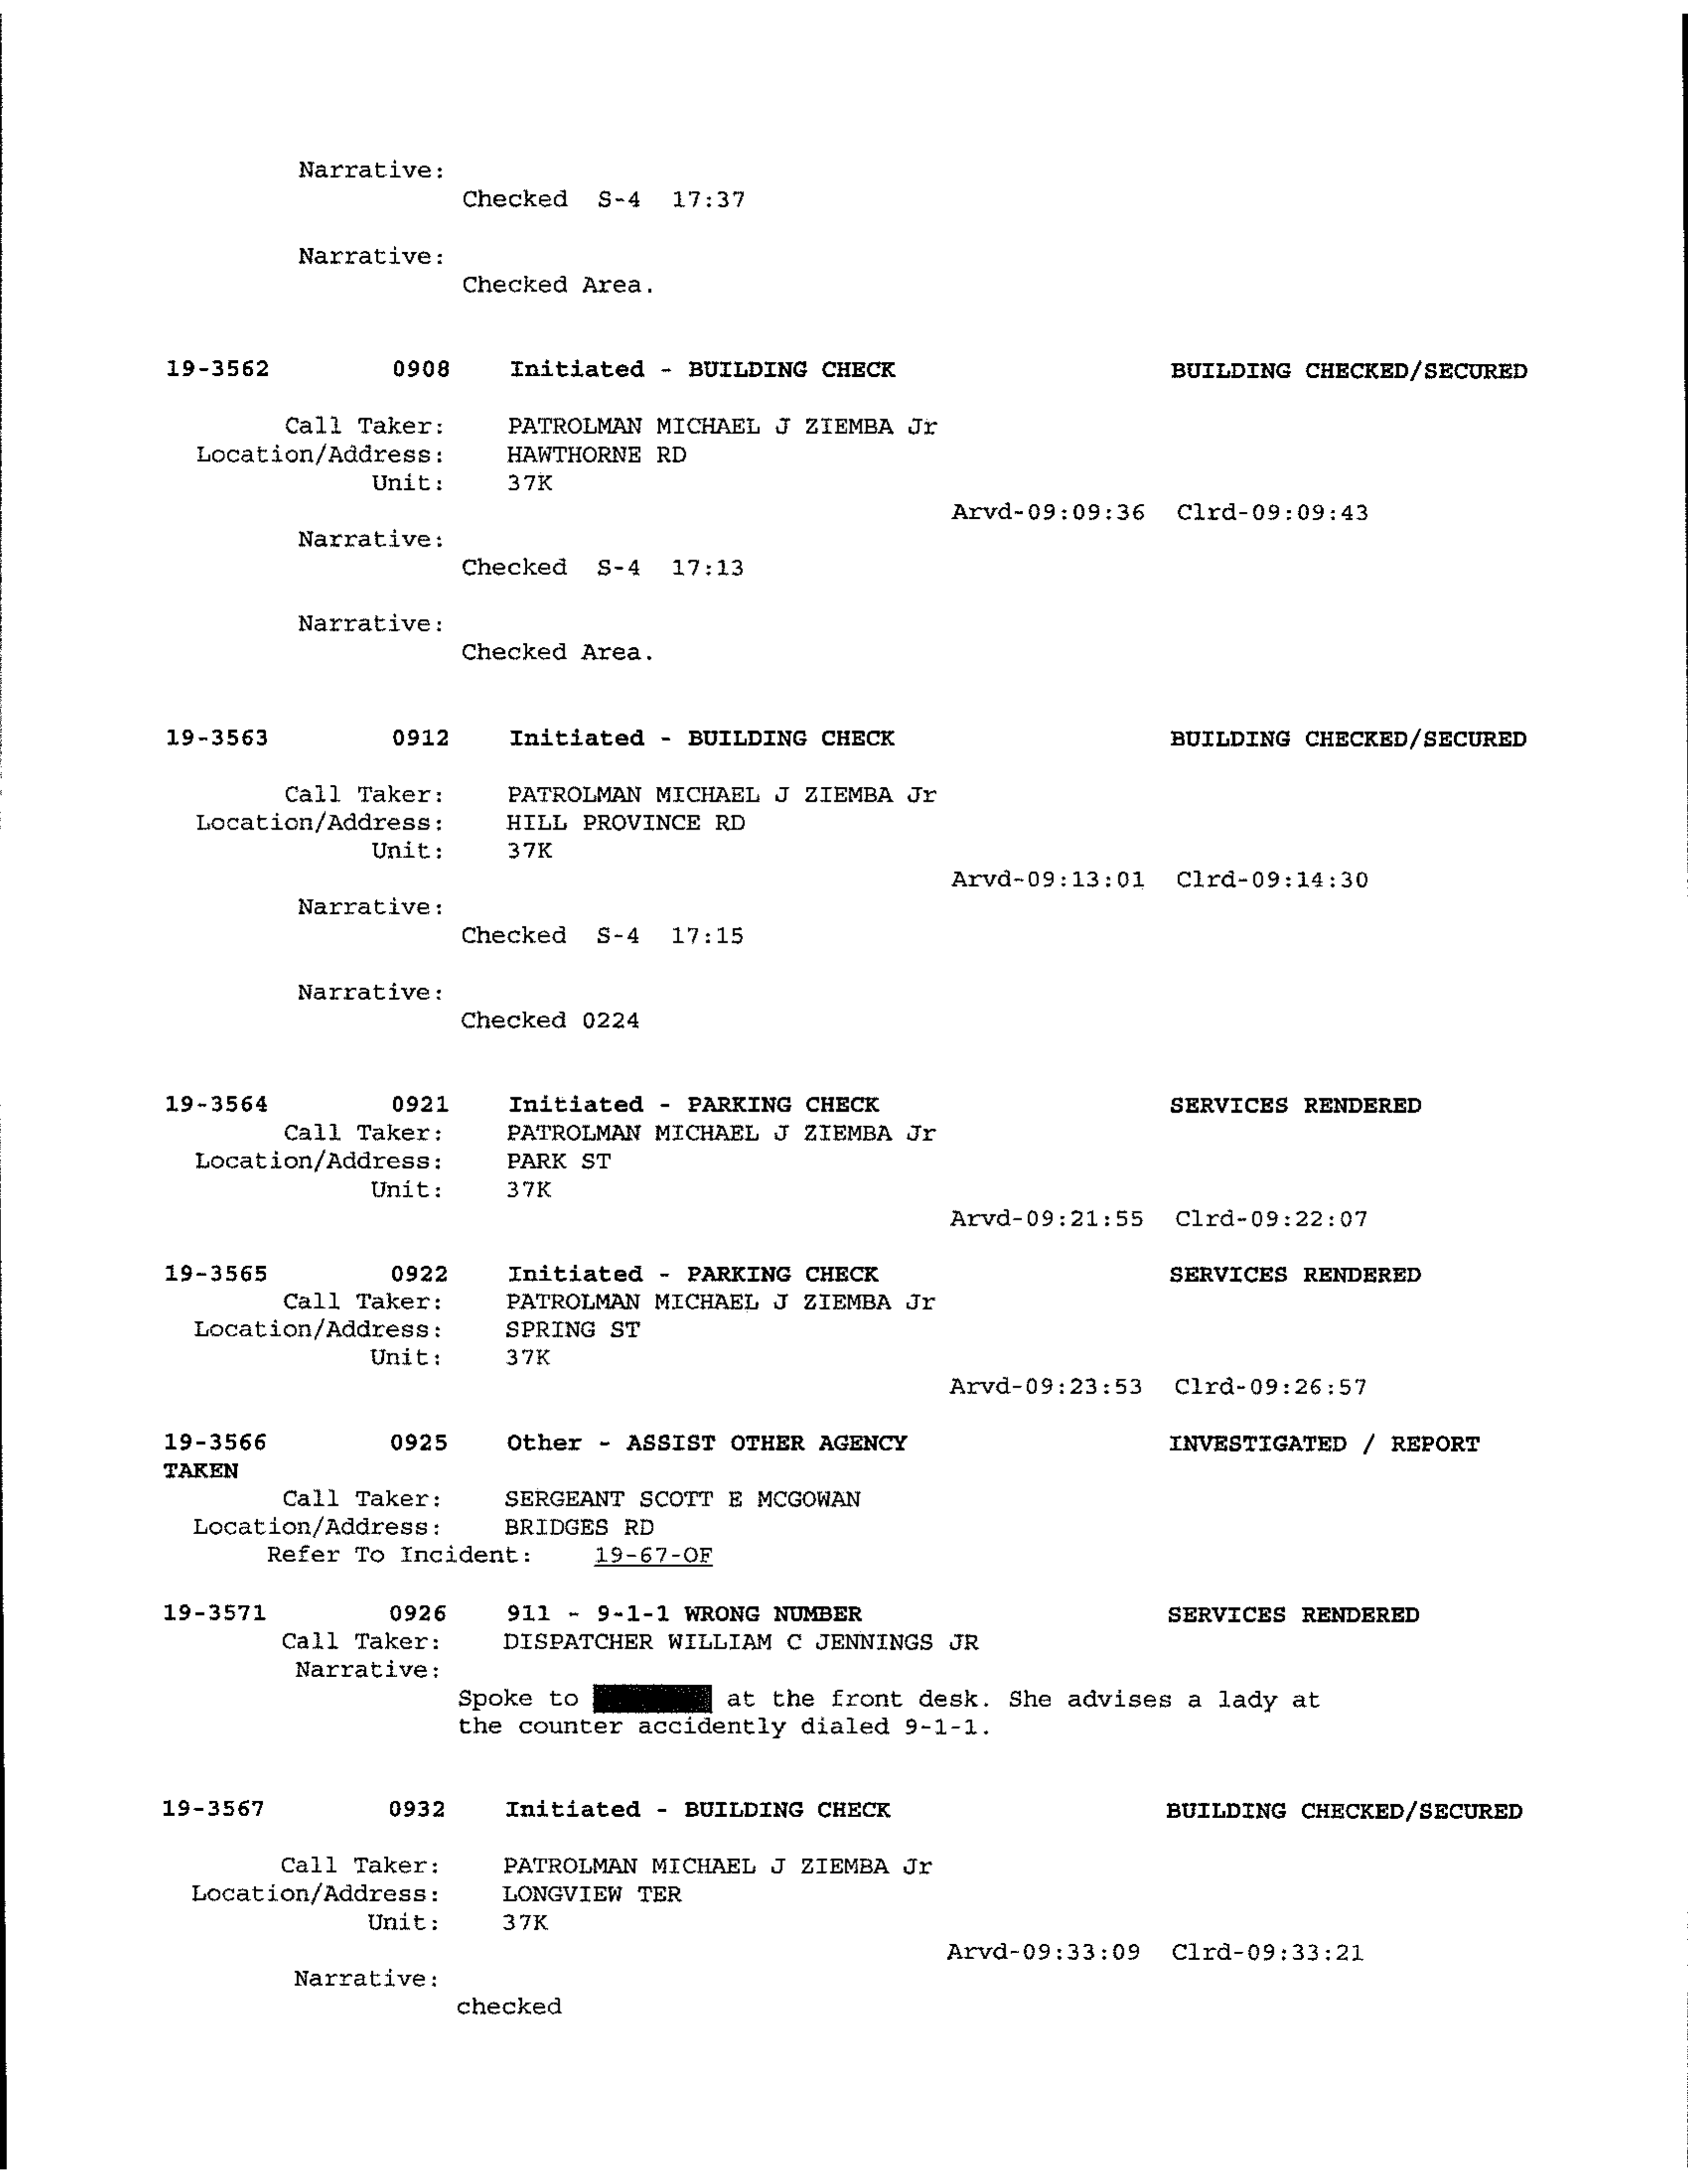 Narrative:
Checked S-4 17:37
Narrative:
Checked Area.
19-3562 0908 Initiated - BUILDING CHECK BUILDING CHECKED/SECURED
Call Taker: PATROLMAN MICHAEL J ZIEMBA Jr
Location/Address: HAWTHORNE RD
Unit: 37K
Arvd-09:09:36 Clrd-09:09:43
Narrative:
Checked S-4 17:13
Narrative:
Checked Area.
19-3563 0912 Initiated - BUILDING CHECK BUILDING CHECKED/SECURED
Call Taker: PATROLMAN MICHAEL J ZIEMBA Jr
Location/Address: HILL PROVINCE RD
Unit: 37K
Arvd-09:13:01 Clrd-09:14:30
Narrative:
Checked S-4 17:15
Narrative:
Checked 0224
19-3564 0921 Initiated - PARKING CHECK SERVICES RENDERED
Call Taker: PATROLMAN MICHAEL J ZIEMBA Jr
Location/Address: PARK ST
Unit: 37K
Arvd-09:21:55 Clrd-09:22:07
19-3565 0922 Initiated - PARKING CHECK SERVICES RENDERED
Call Taker: PATROLMAN MICHAEL J ZIEMBA Jr
Location/Address: SPRING ST
Unit: 37K
Arvd-09:23:53 Clrd-09:26:57
19-3566 0925 Other - ASSIST OTHER AGENCY INVESTIGATED / REPORT
TAKEN
Call Taker: SERGEANT SCOTT E MCGOWAN
Location/Address: BRIDGES RD
Refer To Incident: 19-67-OF
19-3571 0926 911 - 9-1-1 WRONG NUMBER SERVICES RENDERED
Call Taker: DISPATCHER WILLIAM C JENNINGS JR
Narrative:
Spoke to at the front desk. She advises a lady at
the counter accidently dialed 9-1-1.
19-3567 0932 Initiated - BUILDING CHECK BUILDING CHECKED/SECURED
Call Taker: PATROLMAN MICHAEL J ZIEMBA Jr
Location/Address: LONGVIEW TER
Unit: 37K
Arvd-09:33:09 Clrd-09:33:21
Narrative:
checked